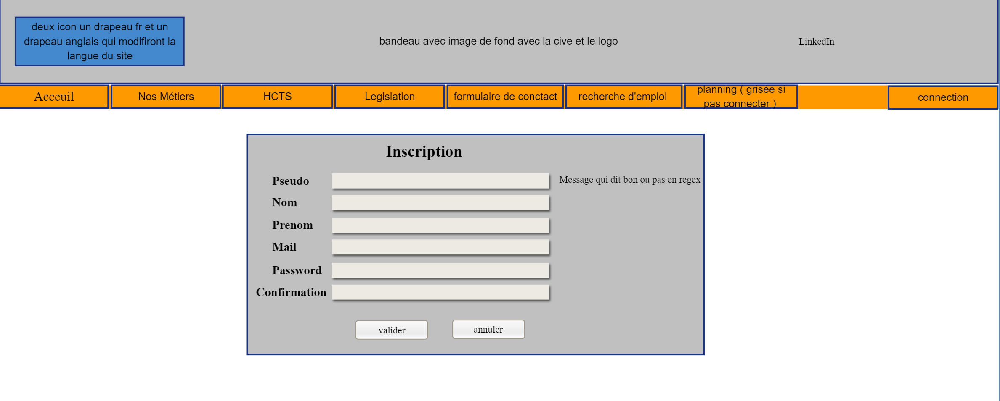 deux icon un drapeau fr et un
drapeau anglais qui modifiront la
langue du site
bandeau avec image de fond avec la cive et le logo
LinkedIn
Acceuil
Nos Métiers
HCTS
Legislation
formulaire de conctact
recherche d'emploi
planning ( grisée si
pas connecter )
connection
Inscription
Pseudo
Message qui dit bon ou pas en regex
Nom
Prenom
Mail
Password
Confirmation
valider
annuler